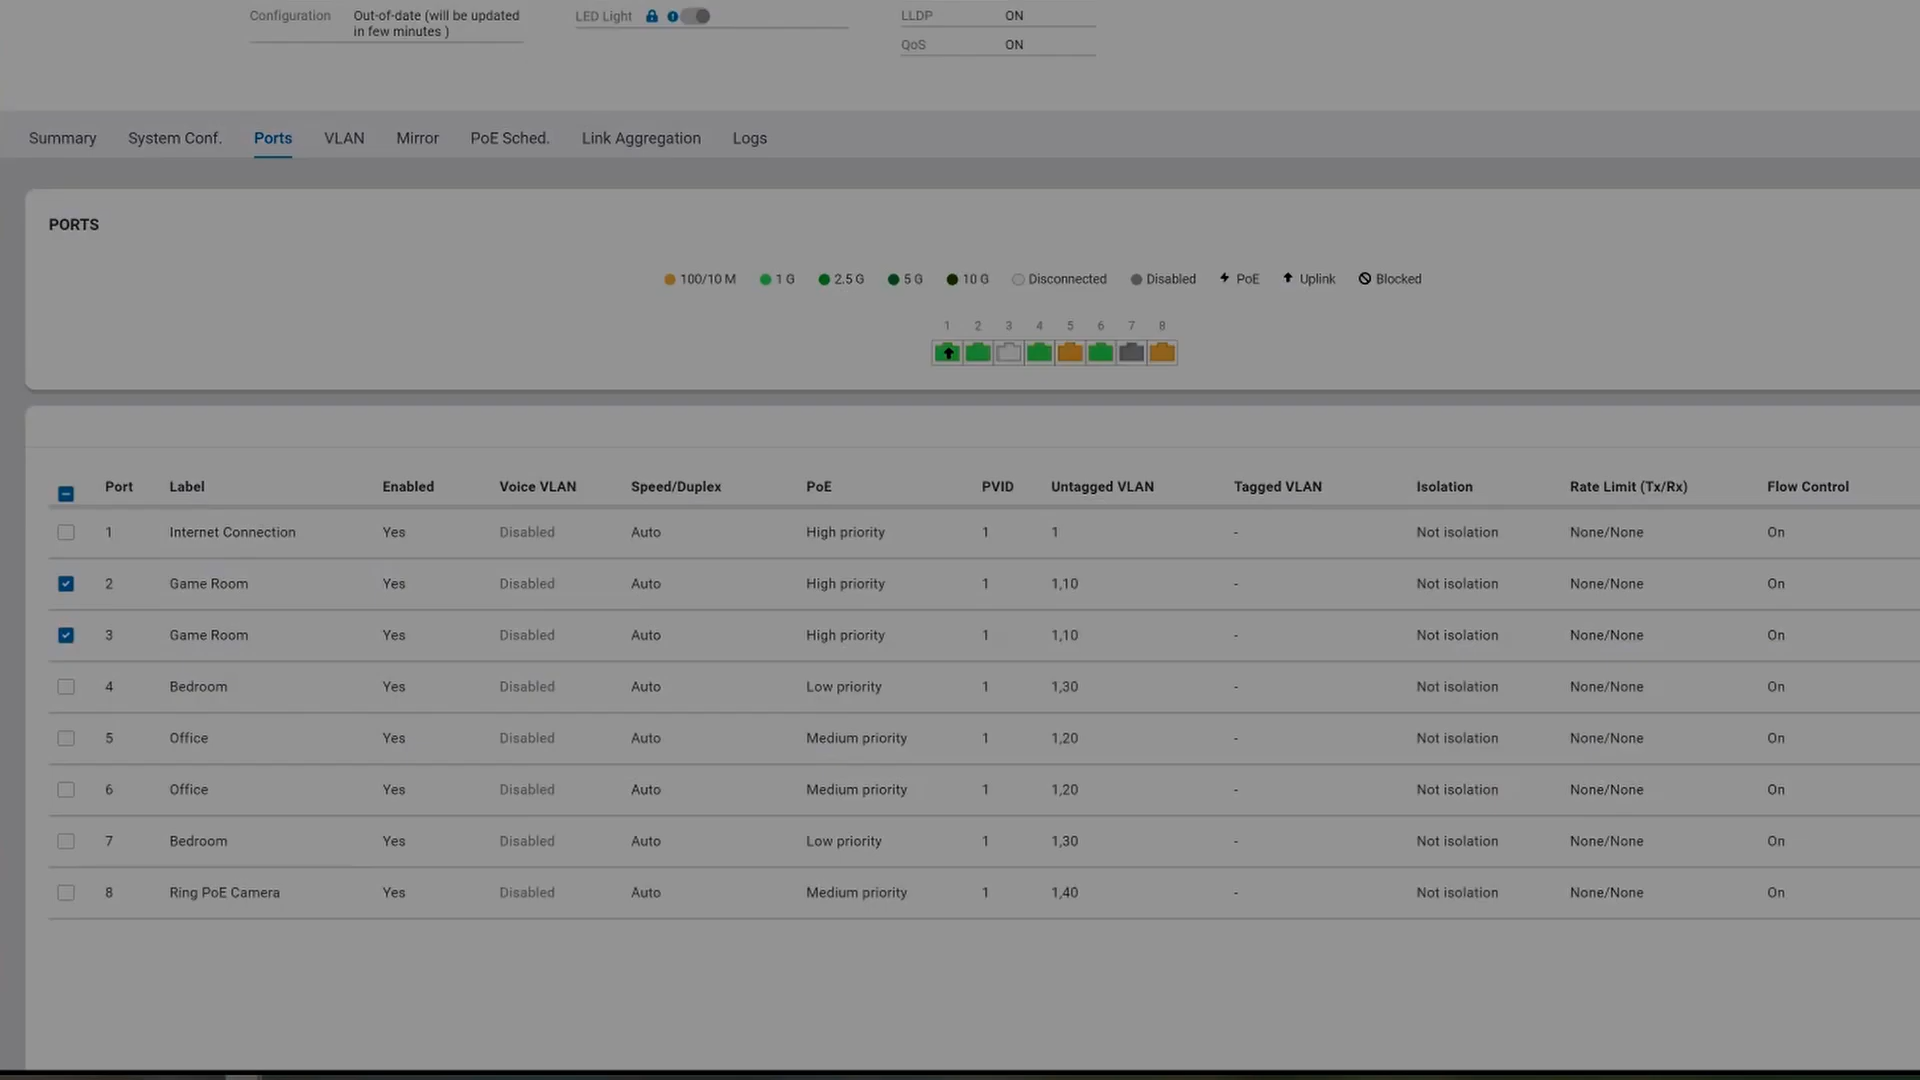 Configuration Out-of-date (will be updated in few minutes )
LED Light
LLDP ON
QoS ON
Summary System Conf. Ports VLAN Mirror PoE Sched. Link Aggregation Logs
PORTS
100/10 M 1 G 2.5 G 5 G 10 G Disconnected Disabled PoE Uplink Blocked
1 2 3 4 5 6 7 8
Port Label Enabled Voice VLAN Speed/Duplex PoE PVID Untagged VLAN Tagged VLAN Isolation Rate Limit (Tx/Rx) Flow Control
1 Internet Connection Yes Disabled Auto High priority 1 1 - Not isolation None/None On
2 Game Room Yes Disabled Auto High priority 1 1,10 - Not isolation None/None On
3 Game Room Yes Disabled Auto High priority 1 1,10 - Not isolation None/None On
4 Bedroom Yes Disabled Auto Low priority 1 1,30 - Not isolation None/None On
5 Office Yes Disabled Auto Medium priority 1 1,20 - Not isolation None/None On
6 Office Yes Disabled Auto Medium priority 1 1,20 - Not isolation None/None On
7 Bedroom Yes Disabled Auto Low priority 1 1,30 - Not isolation None/None On
8 Ring PoE Camera Yes Disabled Auto Medium priority 1 1,40 - Not isolation None/None On